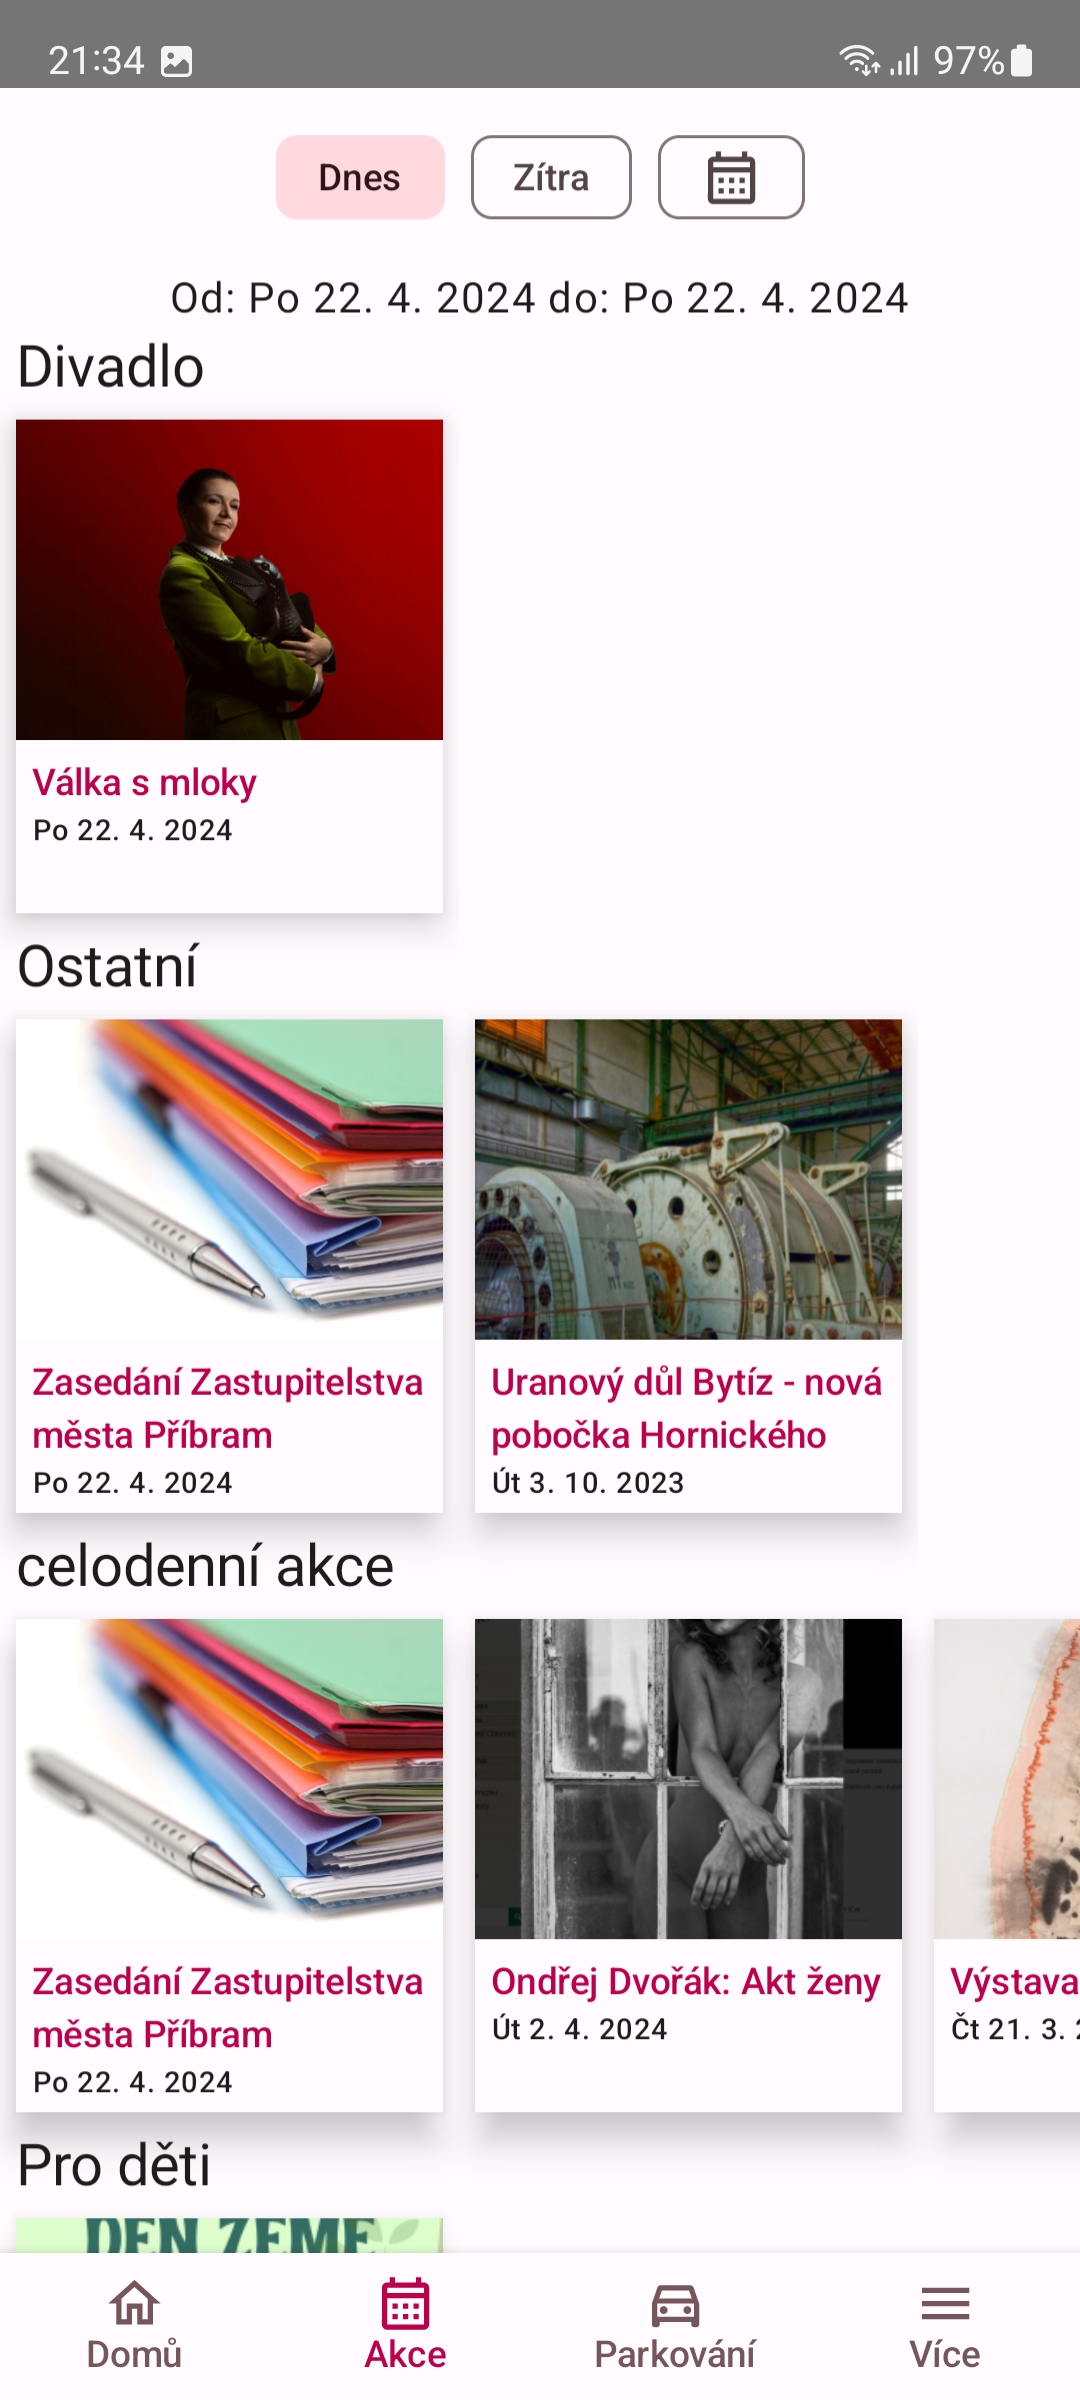 21:34
97%
Dnes
Zítra
Od: Po 22. 4. 2024 do: Po 22. 4. 2024
Divadlo
Válka s mloky
Po 22. 4. 2024
Ostatní
Zasedání Zastupitelstva
města Příbram
Po 22. 4. 2024
Uranový důl Bytíz - nová
pobočka Hornického
Út 3. 10. 2023
celodenní akce
Zasedání Zastupitelstva
města Příbram
Po 22. 4. 2024
Ondřej Dvořák: Akt ženy
Út 2. 4. 2024
Výstava
Čt 21. 3.
Pro děti
DEN ZEMĚ
Domů
Akce
Parkování
Více